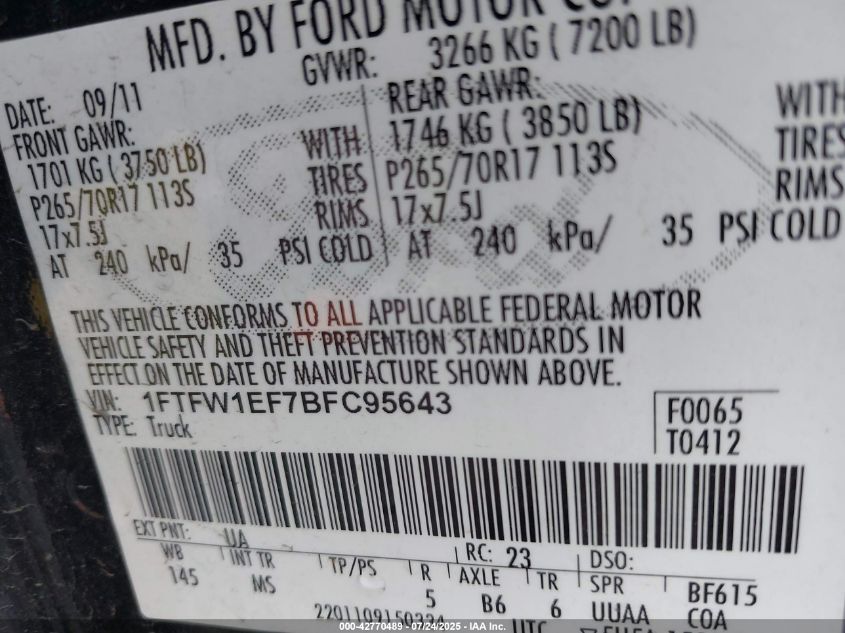 MFD. BY FORD MOTOR CO.
GVWR: 3266 KG ( 7200 LB)
DATE: 09/11
FRONT GAWR:
1701 KG ( 3750 LB)
P265/70R17 113S
17x7.5J
AT 240 kPa/ 35 PSI COLD
WITH
TIRES
RIMS
REAR GAWR:
1746 KG ( 3850 LB)
P265/70R17 113S
17x7.5J
AT 240 kPa/ 35 PSI COLD
WITH
TIRES
RIMS
THIS VEHICLE CONFORMS TO ALL APPLICABLE FEDERAL MOTOR
VEHICLE SAFETY AND THEFT PREVENTION STANDARDS IN
EFFECT ON THE DATE OF MANUFACTURE SHOWN ABOVE.
VIN: 1FTFW1EF7BFC95643
TYPE: Truck
F0065
T0412
EXT PNT: UA
RC: 23 DSO:
WB INT TR TP/PS R AXLE TR SPR BF615
145 MS 5 B6 6 UUAA COA
UTC
000-42770489 - 07/24/2025 - IAA Inc.